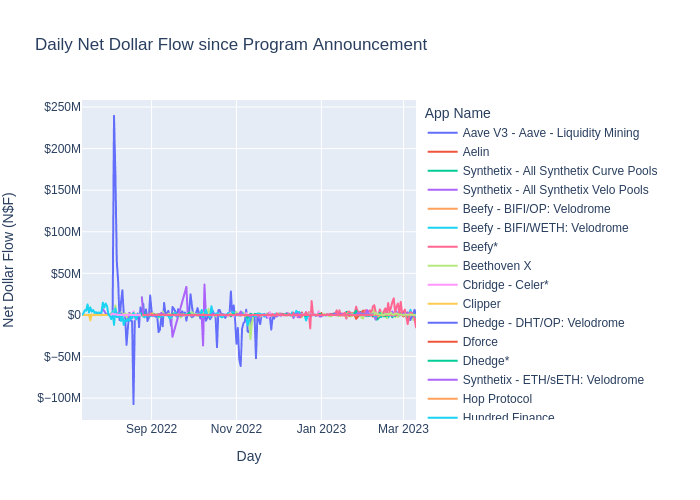 Daily Net Dollar Flow since Program Announcement
Net Dollar Flow (N$F)
$250M
$200M
$150M
$100M
$50M
$0
$−50M
$−100M
Sep 2022
Nov 2022
Jan 2023
Mar 2023
Day
App Name
Aave V3 - Aave - Liquidity Mining
Aelin
Synthetix - All Synthetix Curve Pools
Synthetix - All Synthetix Velo Pools
Beefy - BIFI/OP: Velodrome
Beefy - BIFI/WETH: Velodrome
Beefy*
Beethoven X
Cbridge - Celer*
Clipper
Dhedge - DHT/OP: Velodrome
Dforce
Dhedge*
Synthetix - ETH/sETH: Velodrome
Hop Protocol
Hundred Finance